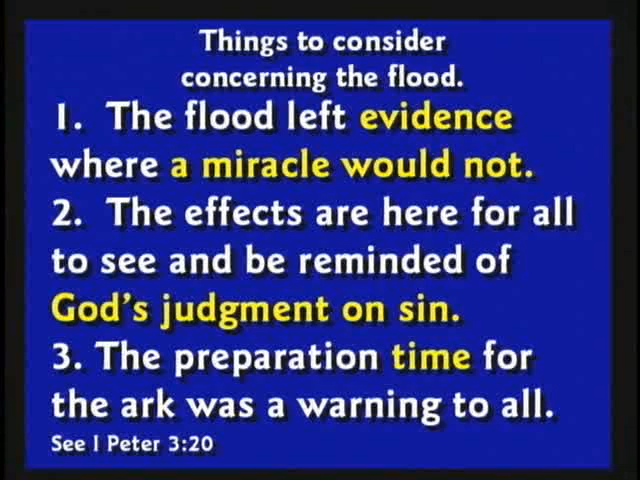 Things to consider
concerning the flood.
1. The flood left evidence
where a miracle would not.
2. The effects are here for all
to see and be reminded of
God's judgment on sin.
3. The preparation time for
the ark was a warning to all.
See I Peter 3:20